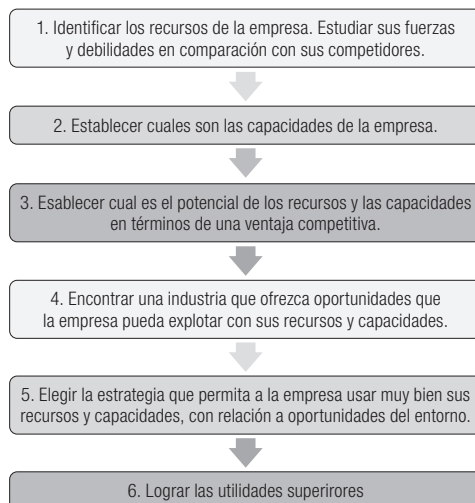 1. Identificar los recursos de la empresa. Estudiar sus fuerzas
y debilidades en comparación con sus competidores.
2. Establecer cuales son las capacidades de la empresa.
3. Esablecer cual es el potencial de los recursos y las capacidades
en términos de una ventaja competitiva.
4. Encontrar una industria que ofrezca oportunidades que
la empresa pueda explotar con sus recursos y capacidades.
5. Elegir la estrategia que permita a la empresa usar muy bien sus
recursos y capacidades, con relación a oportunidades del entorno.
6. Lograr las utilidades superirores